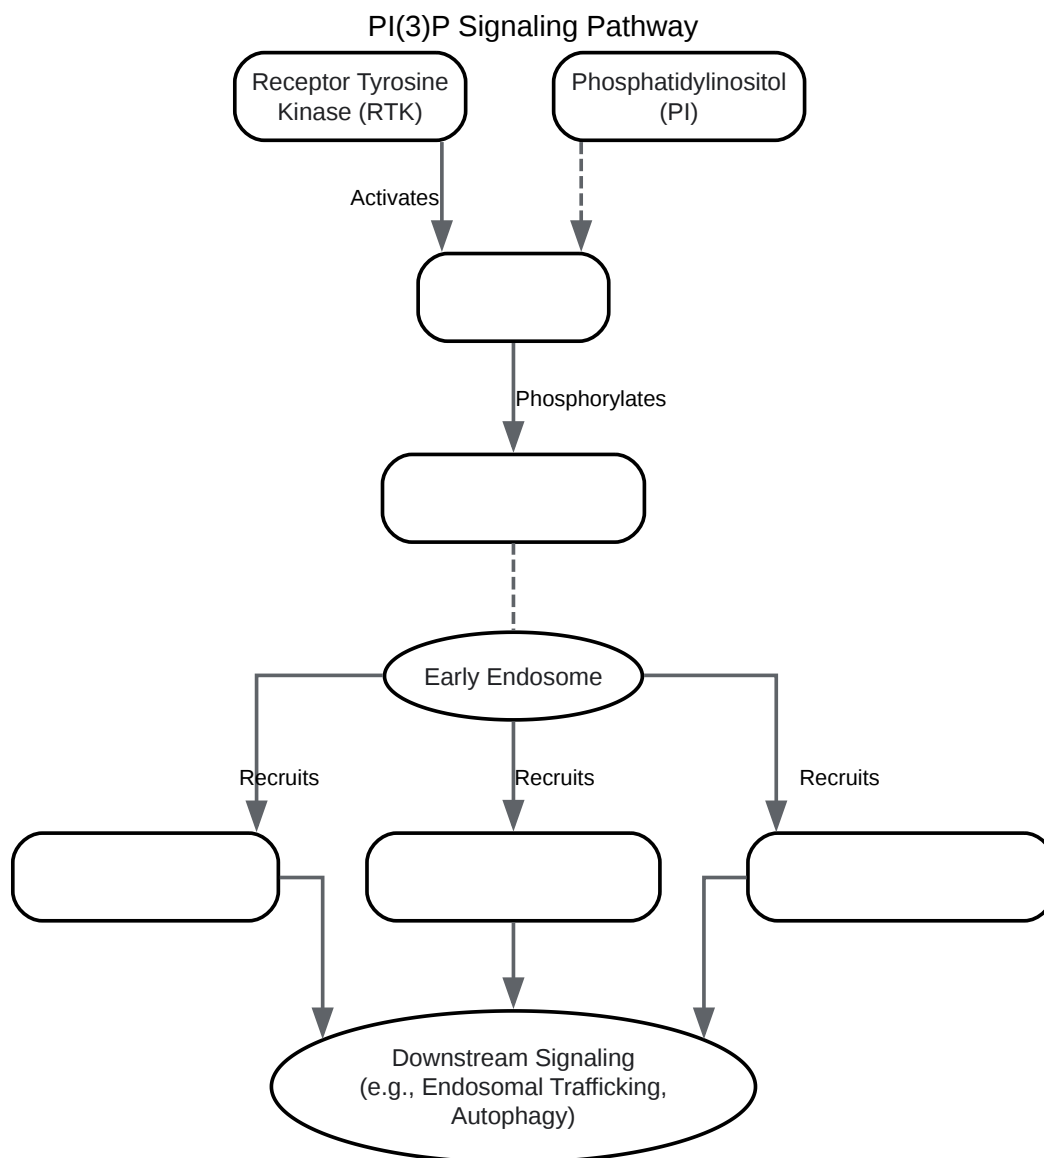 PI(3)P Signaling Pathway
Receptor Tyrosine
Kinase (RTK)
Phosphatidylinositol
(PI)
Activates
Phosphorylates
Early Endosome
Recruits
Recruits
Recruits
Downstream Signaling
(e.g., Endosomal Trafficking,
Autophagy)